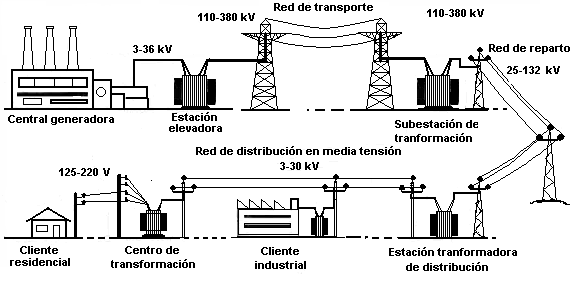 Red de transporte
110-380 kV
110-380 kV
3-36 kV
Red de reparto
25-132 kV
Central generadora
Estación
elevadora
Subestación de
tranformación
Red de distribución en media tensión
3-30 kV
125-220 V
Cliente
residencial
Centro de
transformación
Cliente
industrial
Estación tranformadora
de distribución